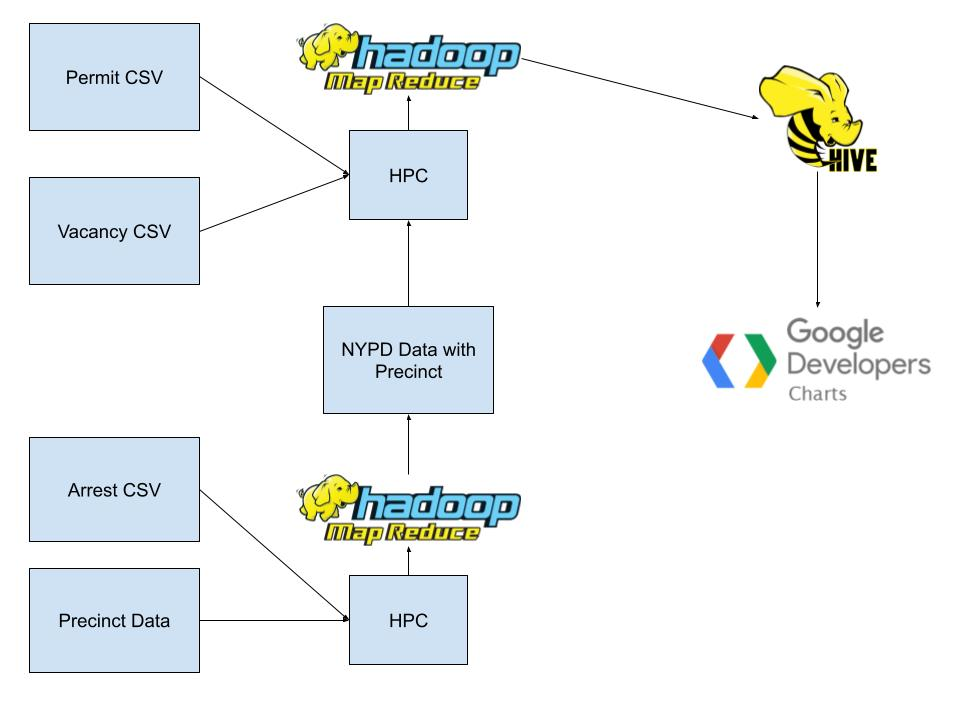 Permit CSV
hadoop
Map Reduce
HIVE
HPC
Vacancy CSV
NYPD Data with
Precinct
Google
Developers
Charts
Arrest CSV
hadoop
Map Reduce
Precinct Data
HPC